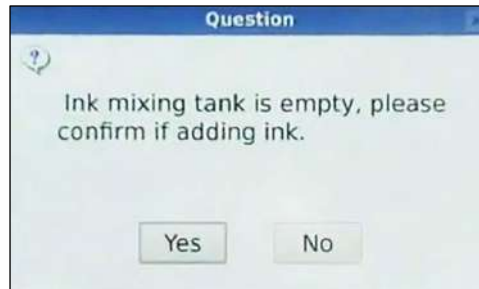 Question
Ink mixing tank is empty, please
confirm if adding ink.
Yes
No